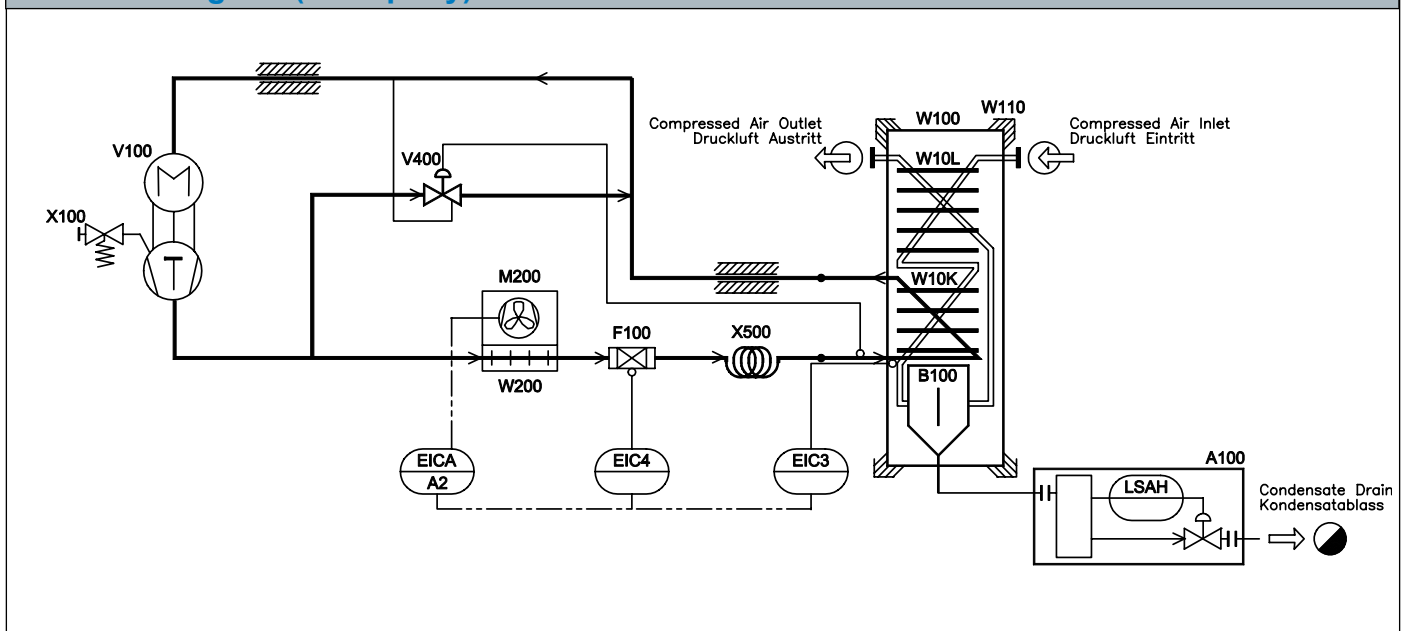 W110
Compressed Air Outlet
Druckluft Austritt
W100
Compressed Air Inlet
Druckluft Eintritt
V100
V400
W10L
X100
M200
W10K
F100
X500
W200
B100
EICA
A2
EIC4
EIC3
A100
LSAH
Condensate Drain
Kondensatablass